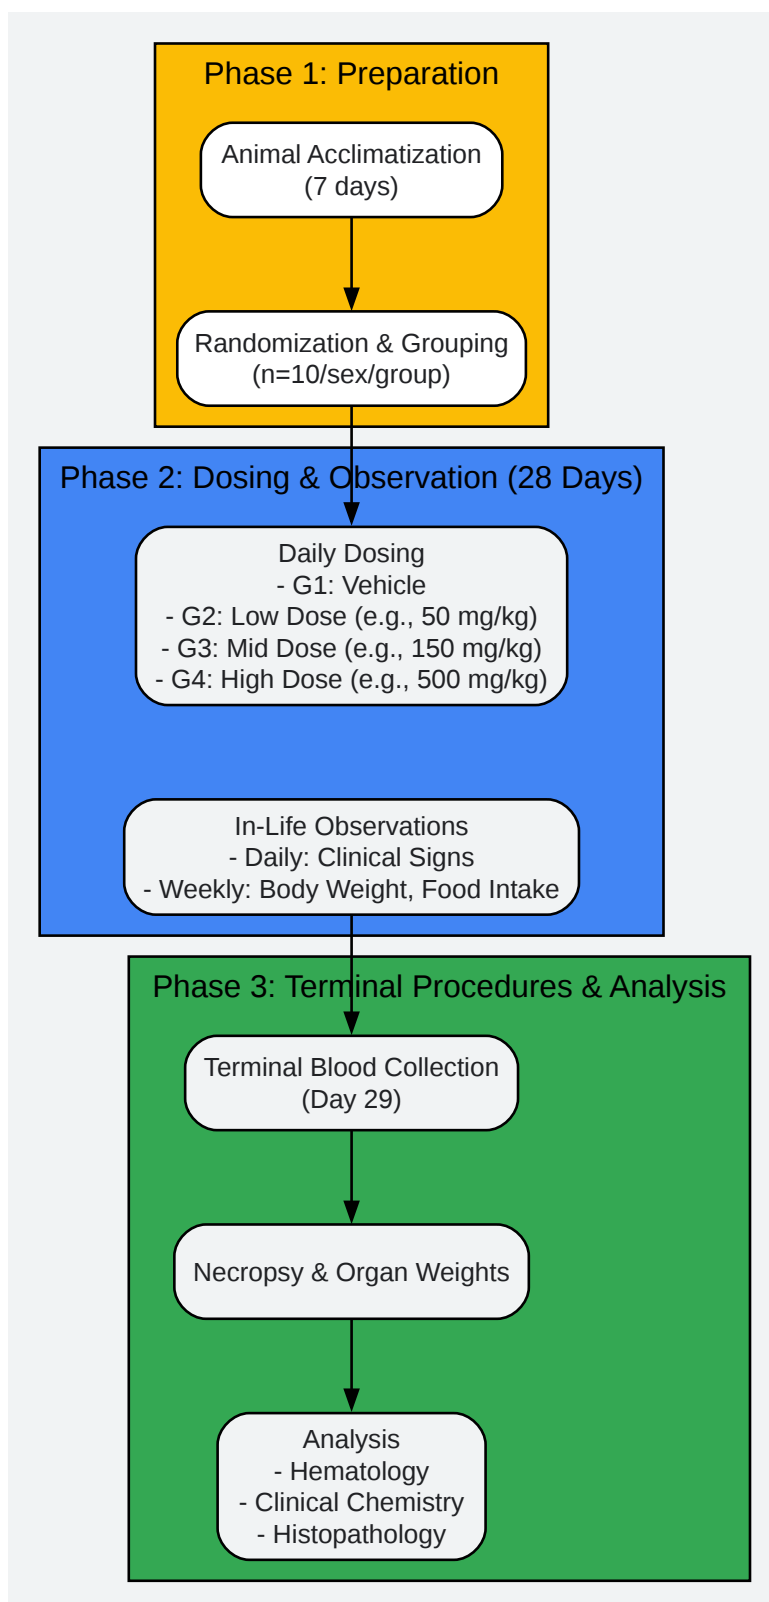 Phase 1: Preparation
Animal Acclimatization
(7 days)
Randomization & Grouping
(n=10/sex/group)
Phase 2: Dosing & Observation (28 Days)
Daily Dosing
- G1: Vehicle
- G2: Low Dose (e.g., 50 mg/kg)
- G3: Mid Dose (e.g., 150 mg/kg)
- G4: High Dose (e.g., 500 mg/kg)
In-Life Observations
- Daily: Clinical Signs
- Weekly: Body Weight, Food Intake
Phase 3: Terminal Procedures & Analysis
Terminal Blood Collection
(Day 29)
Necropsy & Organ Weights
Analysis
- Hematology
- Clinical Chemistry
- Histopathology